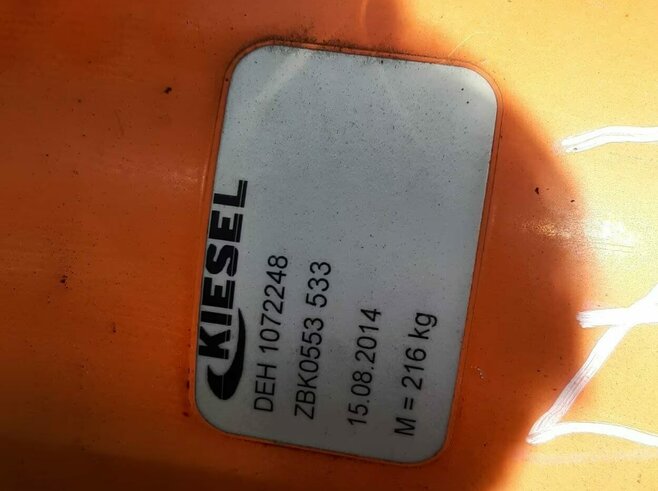 KIESEL
DEH 1072248
ZBK0553 533
15.08.2014
M = 216 kg